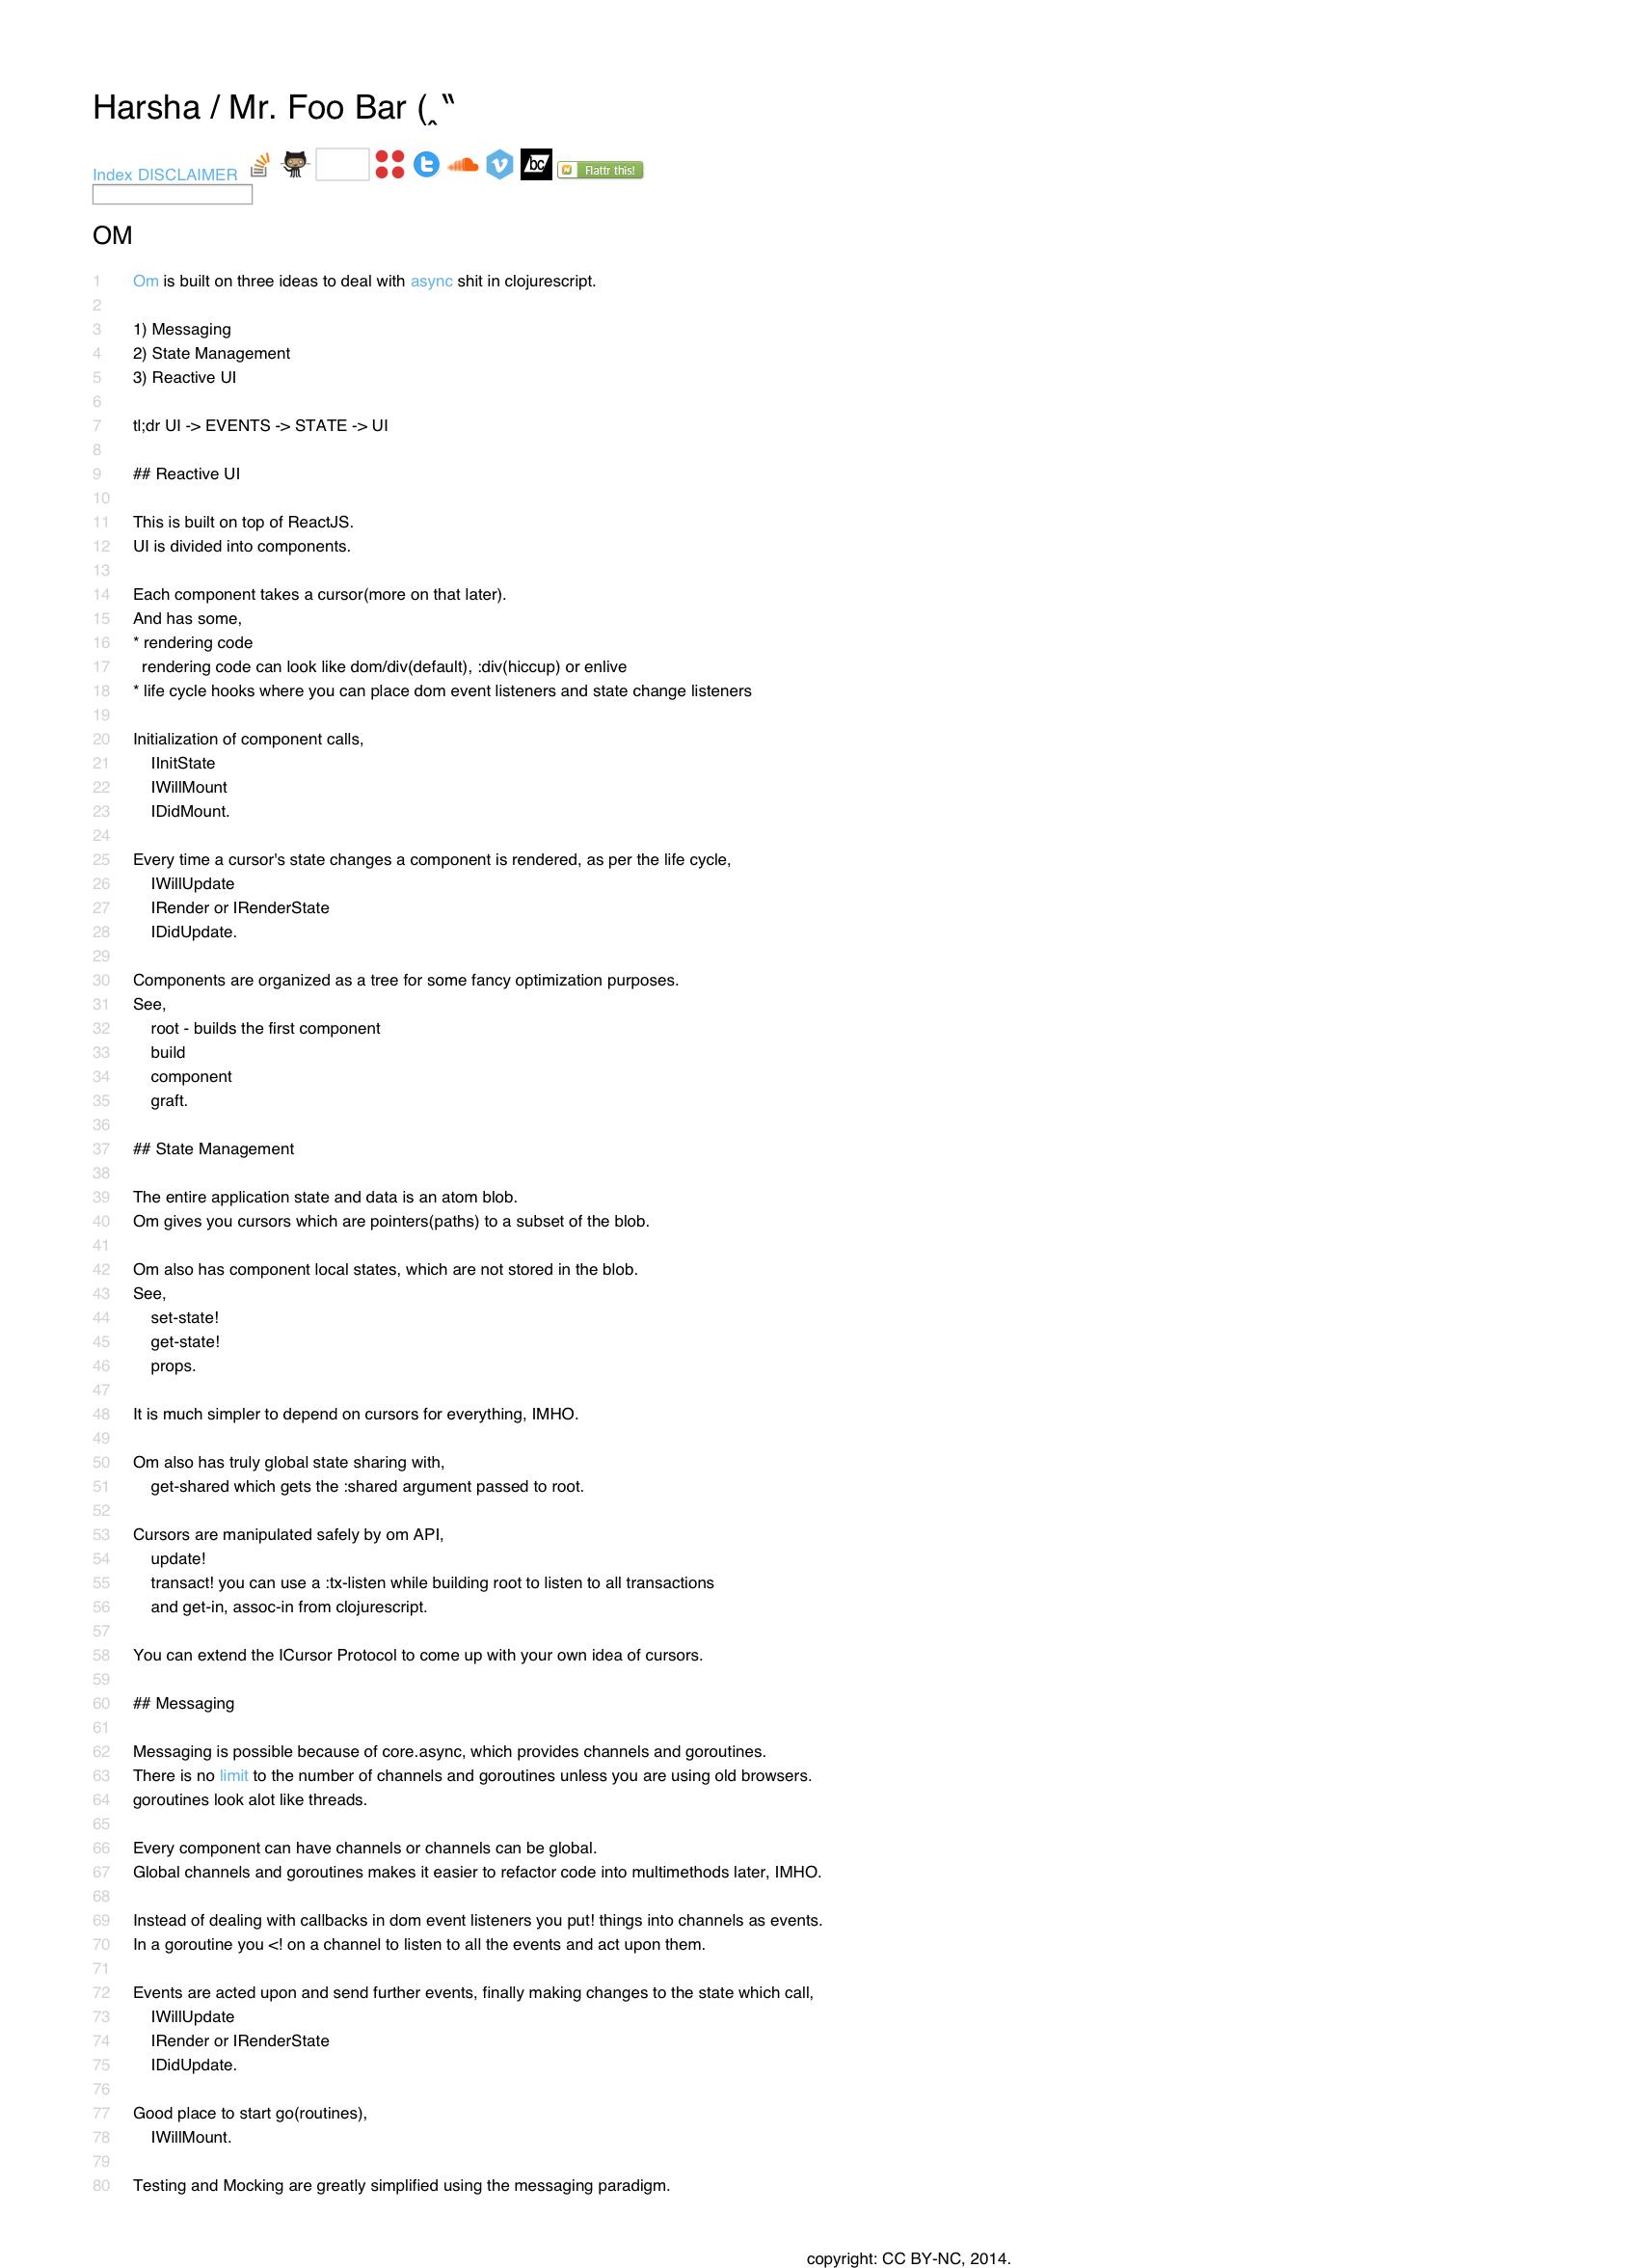 Harsha / Mr. Foo Bar (‸ ‶
Index DISCLAIMER bc Flattr this!
OM
1 Om is built on three ideas to deal with async shit in clojurescript.
2
3 1) Messaging
4 2) State Management
5 3) Reactive UI
6
7 tl;dr UI -> EVENTS -> STATE -> UI
8
9 ## Reactive UI
10
11 This is built on top of ReactJS.
12 UI is divided into components.
13
14 Each component takes a cursor(more on that later).
15 And has some,
16 * rendering code
17 rendering code can look like dom/div(default), :div(hiccup) or enlive
18 * life cycle hooks where you can place dom event listeners and state change listeners
19
20 Initialization of component calls,
21 IInitState
22 IWillMount
23 IDidMount.
24
25 Every time a cursor's state changes a component is rendered, as per the life cycle,
26 IWillUpdate
27 IRender or IRenderState
28 IDidUpdate.
29
30 Components are organized as a tree for some fancy optimization purposes.
31 See,
32 root - builds the first component
33 build
34 component
35 graft.
36
37 ## State Management
38
39 The entire application state and data is an atom blob.
40 Om gives you cursors which are pointers(paths) to a subset of the blob.
41
42 Om also has component local states, which are not stored in the blob.
43 See,
44 set-state!
45 get-state!
46 props.
47
48 It is much simpler to depend on cursors for everything, IMHO.
49
50 Om also has truly global state sharing with,
51 get-shared which gets the :shared argument passed to root.
52
53 Cursors are manipulated safely by om API,
54 update!
55 transact! you can use a :tx-listen while building root to listen to all transactions
56 and get-in, assoc-in from clojurescript.
57
58 You can extend the ICursor Protocol to come up with your own idea of cursors.
59
60 ## Messaging
61
62 Messaging is possible because of core.async, which provides channels and goroutines.
63 There is no limit to the number of channels and goroutines unless you are using old browsers.
64 goroutines look alot like threads.
65
66 Every component can have channels or channels can be global.
67 Global channels and goroutines makes it easier to refactor code into multimethods later, IMHO.
68
69 Instead of dealing with callbacks in dom event listeners you put! things into channels as events.
70 In a goroutine you <! on a channel to listen to all the events and act upon them.
71
72 Events are acted upon and send further events, finally making changes to the state which call,
73 IWillUpdate
74 IRender or IRenderState
75 IDidUpdate.
76
77 Good place to start go(routines),
78 IWillMount.
79
80 Testing and Mocking are greatly simplified using the messaging paradigm.
copyright: CC BY-NC, 2014.